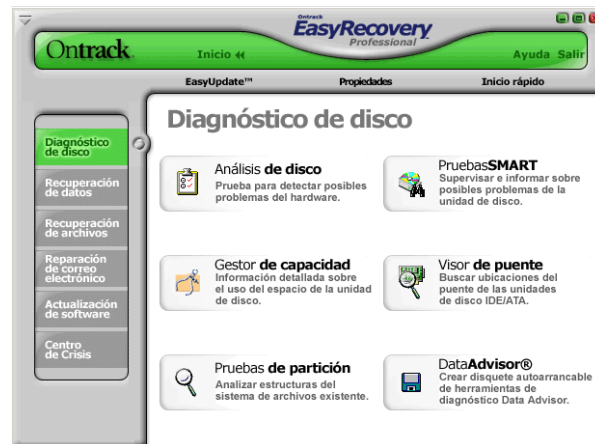 Ontrack
EasyRecovery
Professional
Ontrack
Inicio
Ayuda Salir
EasyUpdate™
Propiedades
Inicio rápido
Diagnóstico
de disco
Recuperación
de datos
Recuperación
de archivos
Reparación
de correo
electrónico
Actualización
de software
Centro
de Crisis
Diagnóstico de disco
Análisis de disco
Prueba para detectar posibles
problemas del hardware.
PruebasSMART
Supervisar e informar sobre
posibles problemas de la
unidad de disco.
Gestor de capacidad
Información detallada sobre
el uso del espacio de la unidad
de disco.
Visor de puente
Buscar ubicaciones del
puente de las unidades
de disco IDE/ATA.
Pruebas de partición
Analizar estructuras del
sistema de archivos existente.
DataAdvisor®
Crear disquete autoarrancable
de herramientas de
diagnóstico Data Advisor.